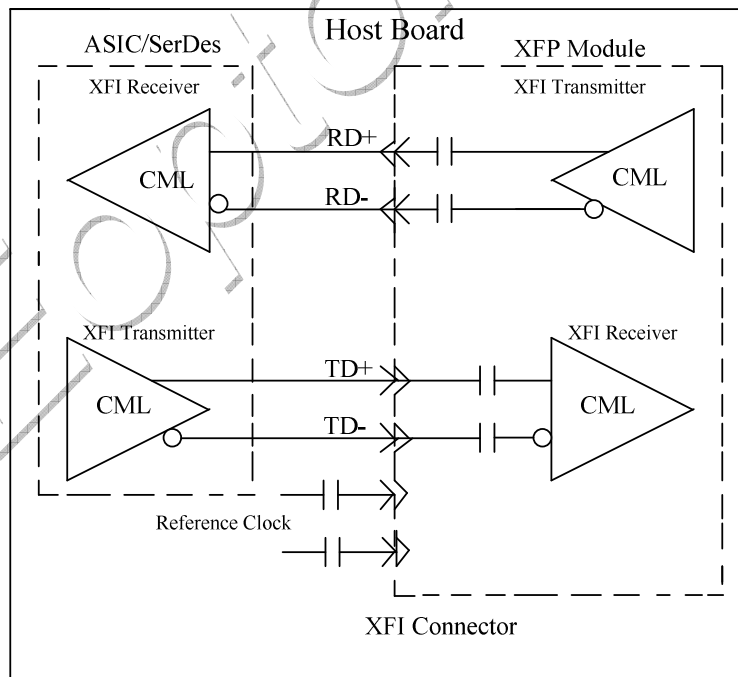 Host Board
ASIC/SerDes
XFP Module
XFI Receiver
XFI Transmitter
RD+
CML
CML
RD-
XFI Transmitter
XFI Receiver
TD+
CML
CML
TD-
Reference Clock
XFI Connector
Eopto